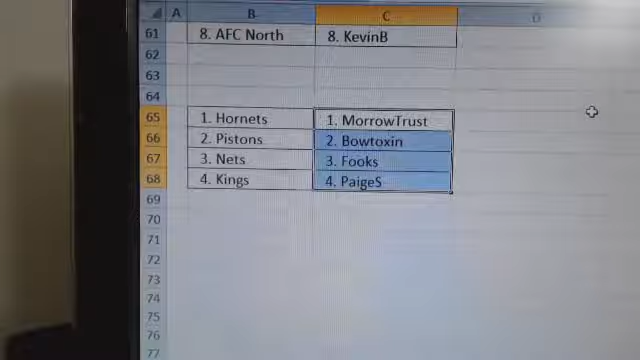 A B C D
61 8. AFC North 8. KevinB
62
63
64
65 1. Hornets 1. MorrowTrust
66 2. Pistons 2. Bowtoxin
67 3. Nets 3. Fooks
68 4. Kings 4. PaigeS
69
70
71
72
73
74
75
76
77